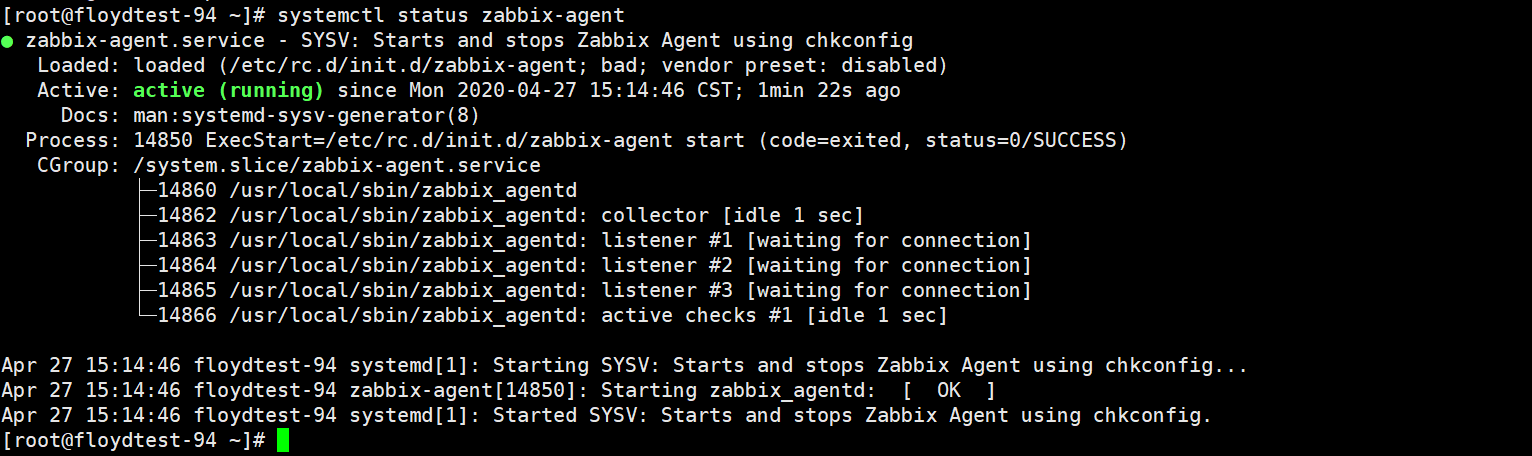 [root@floydtest-94 ~]# systemctl status zabbix-agent
● zabbix-agent.service - SYSV: Starts and stops Zabbix Agent using chkconfig
   Loaded: loaded (/etc/rc.d/init.d/zabbix-agent; bad; vendor preset: disabled)
   Active: active (running) since Mon 2020-04-27 15:14:46 CST; 1min 22s ago
     Docs: man:systemd-sysv-generator(8)
  Process: 14850 ExecStart=/etc/rc.d/init.d/zabbix-agent start (code=exited, status=0/SUCCESS)
   CGroup: /system.slice/zabbix-agent.service
           ├─14860 /usr/local/sbin/zabbix_agentd
           ├─14862 /usr/local/sbin/zabbix_agentd: collector [idle 1 sec]
           ├─14863 /usr/local/sbin/zabbix_agentd: listener #1 [waiting for connection]
           ├─14864 /usr/local/sbin/zabbix_agentd: listener #2 [waiting for connection]
           ├─14865 /usr/local/sbin/zabbix_agentd: listener #3 [waiting for connection]
           └─14866 /usr/local/sbin/zabbix_agentd: active checks #1 [idle 1 sec]

Apr 27 15:14:46 floydtest-94 systemd[1]: Starting SYSV: Starts and stops Zabbix Agent using chkconfig...
Apr 27 15:14:46 floydtest-94 zabbix-agent[14850]: Starting zabbix_agentd:  [  OK  ]
Apr 27 15:14:46 floydtest-94 systemd[1]: Started SYSV: Starts and stops Zabbix Agent using chkconfig.
[root@floydtest-94 ~]#